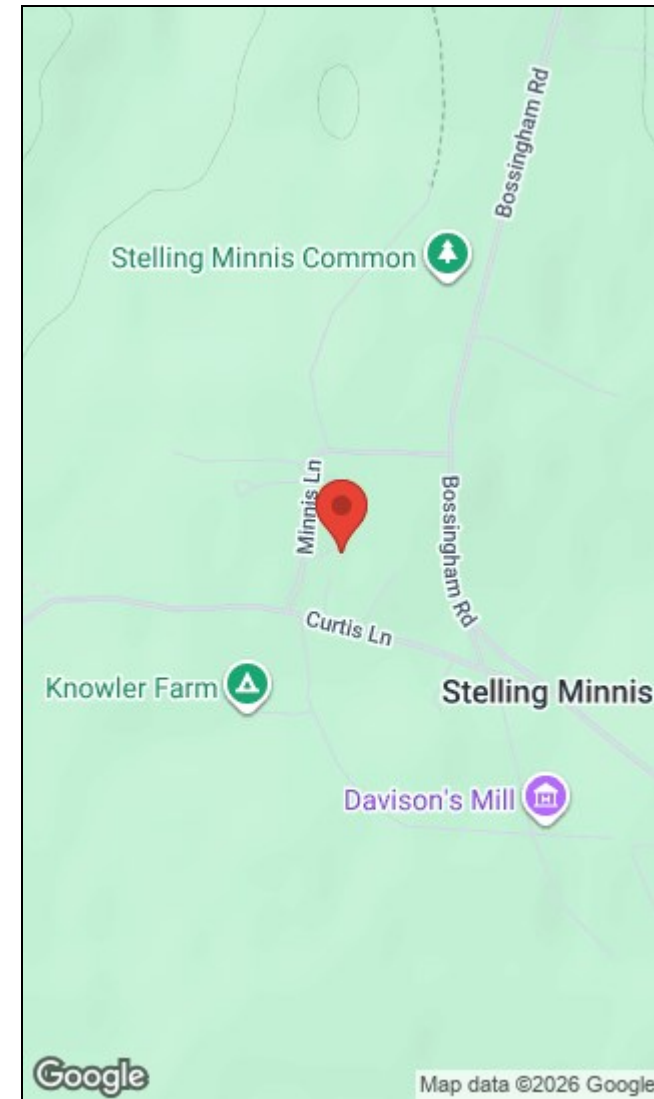 Bossingham Rd
Stelling Minnis Common
Minnis Ln
Bossingham Rd
Curtis Ln
Knowler Farm
Stelling Minnis
Davison's Mill
Google
Map data ©2026 Google